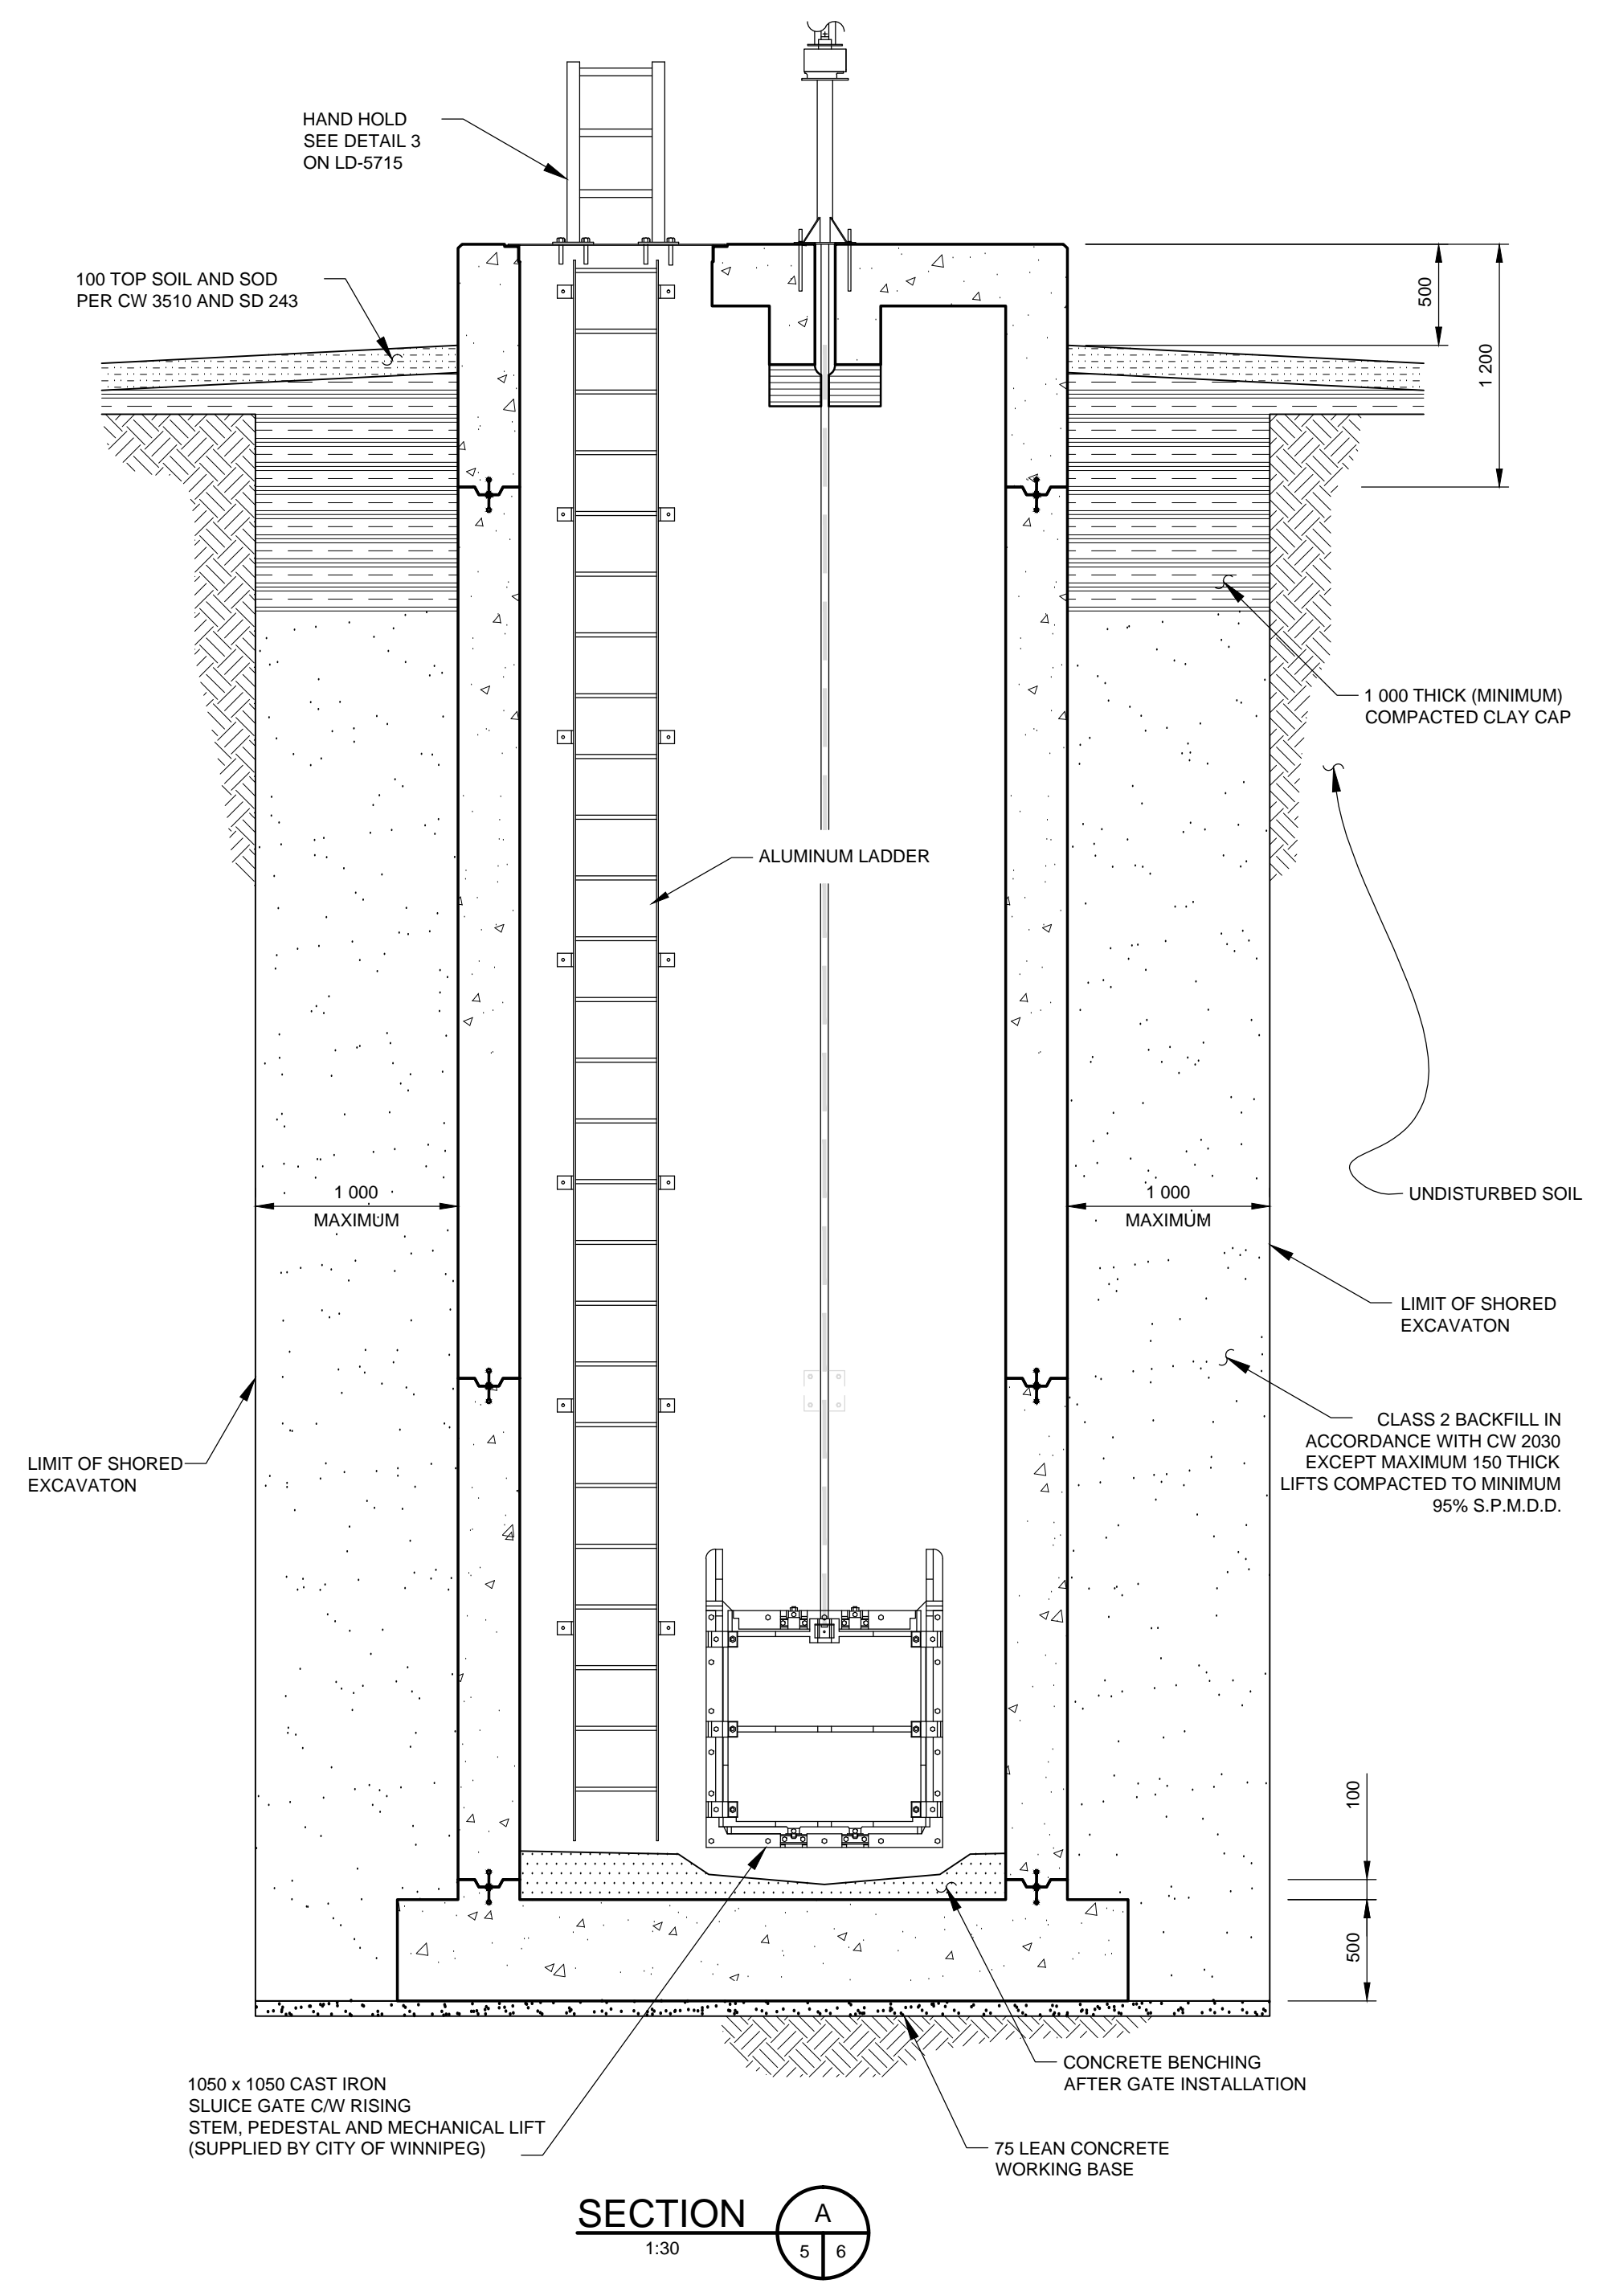 HAND HOLD
SEE DETAIL 3
ON LD-5715
100 TOP SOIL AND SOD
PER CW 3510 AND SD 243
500
1 200
1 000 THICK (MINIMUM)
COMPACTED CLAY CAP
ALUMINUM LADDER
1 000
MAXIMUM
1 000
MAXIMUM
UNDISTURBED SOIL
LIMIT OF SHORED
EXCAVATON
CLASS 2 BACKFILL IN
ACCORDANCE WITH CW 2030
EXCEPT MAXIMUM 150 THICK
LIFTS COMPACTED TO MINIMUM
95% S.P.M.D.D.
LIMIT OF SHORED
EXCAVATON
100
500
CONCRETE BENCHING
AFTER GATE INSTALLATION
1050 x 1050 CAST IRON
SLUICE GATE C/W RISING
STEM, PEDESTAL AND MECHANICAL LIFT
(SUPPLIED BY CITY OF WINNIPEG)
75 LEAN CONCRETE
WORKING BASE
SECTION
1:30
A
5 6